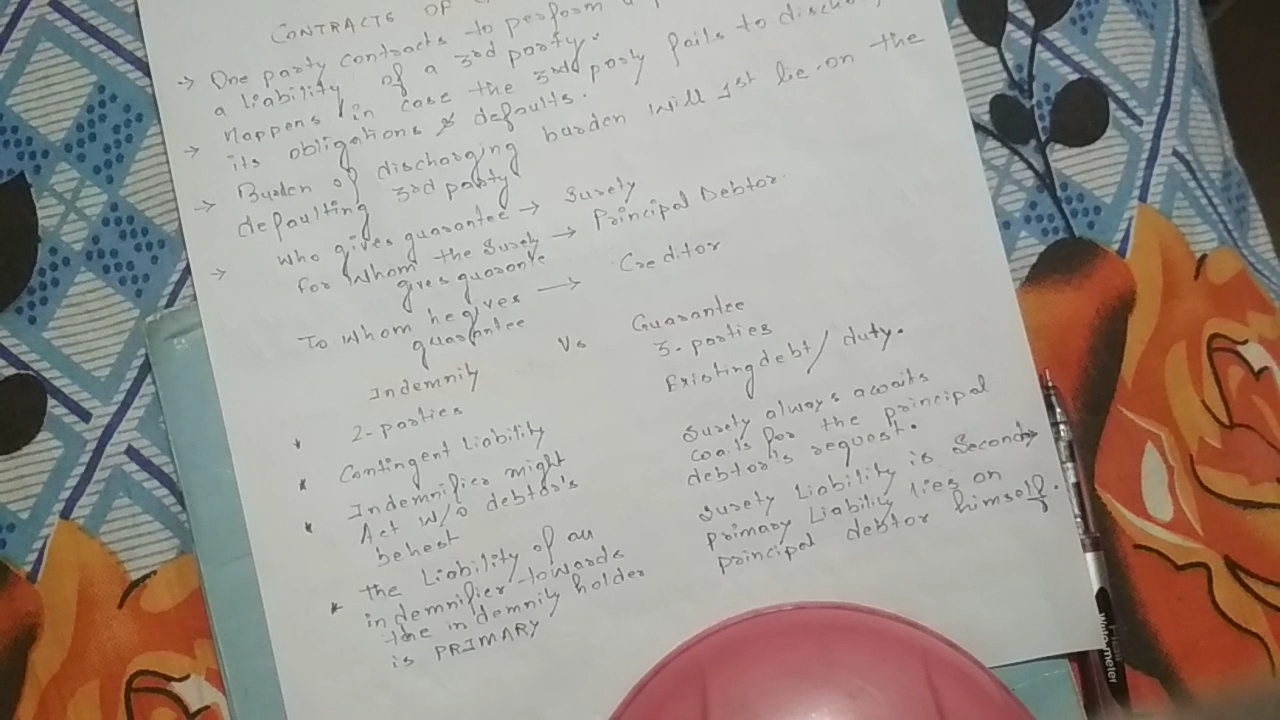 CONTRACTS OF
→ One party contracts to perform a
a liability of a 3rd party.
→ Happens in case the 3rd party fails to
its obligations & defaults.
→ Burden of discharging burden will 1st lie on the
defaulting 3rd party
→ Who gives guarantee → Surety
For whom the Surety → Principal Debtor.
gives guarante
To whom he gives → Creditor
guarantee
Indemnity Vs Guarantee
* 2-parties 3-parties
* Contingent Liability Existing debt/duty.
* Indemnifier might Surety always awaits
Act w/o debtor's waits for the principal
behest debtor's request.
* the Liability of an Surety Liability is Secondary
indemnifier towards primary Liability lies on
the indemnity holder principal debtor himself.
is PRIMARY
Win meler